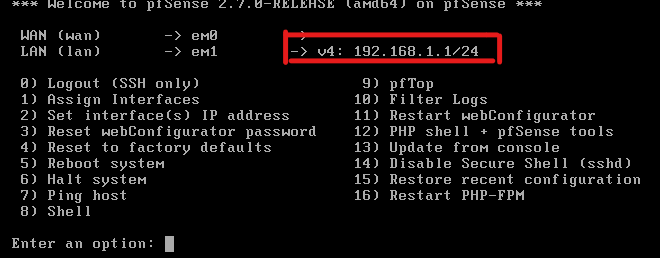 *** Welcome to pfSense 2.7.0-RELEASE (amd64) on pfSense ***
WAN (wan) -> em0 ->
LAN (lan) -> em1 -> v4: 192.168.1.1/24
0) Logout (SSH only) 9) pfTop
1) Assign Interfaces 10) Filter Logs
2) Set interface(s) IP address 11) Restart webConfigurator
3) Reset webConfigurator password 12) PHP shell + pfSense tools
4) Reset to factory defaults 13) Update from console
5) Reboot system 14) Disable Secure Shell (sshd)
6) Halt system 15) Restore recent configuration
7) Ping host 16) Restart PHP-FPM
8) Shell
Enter an option: